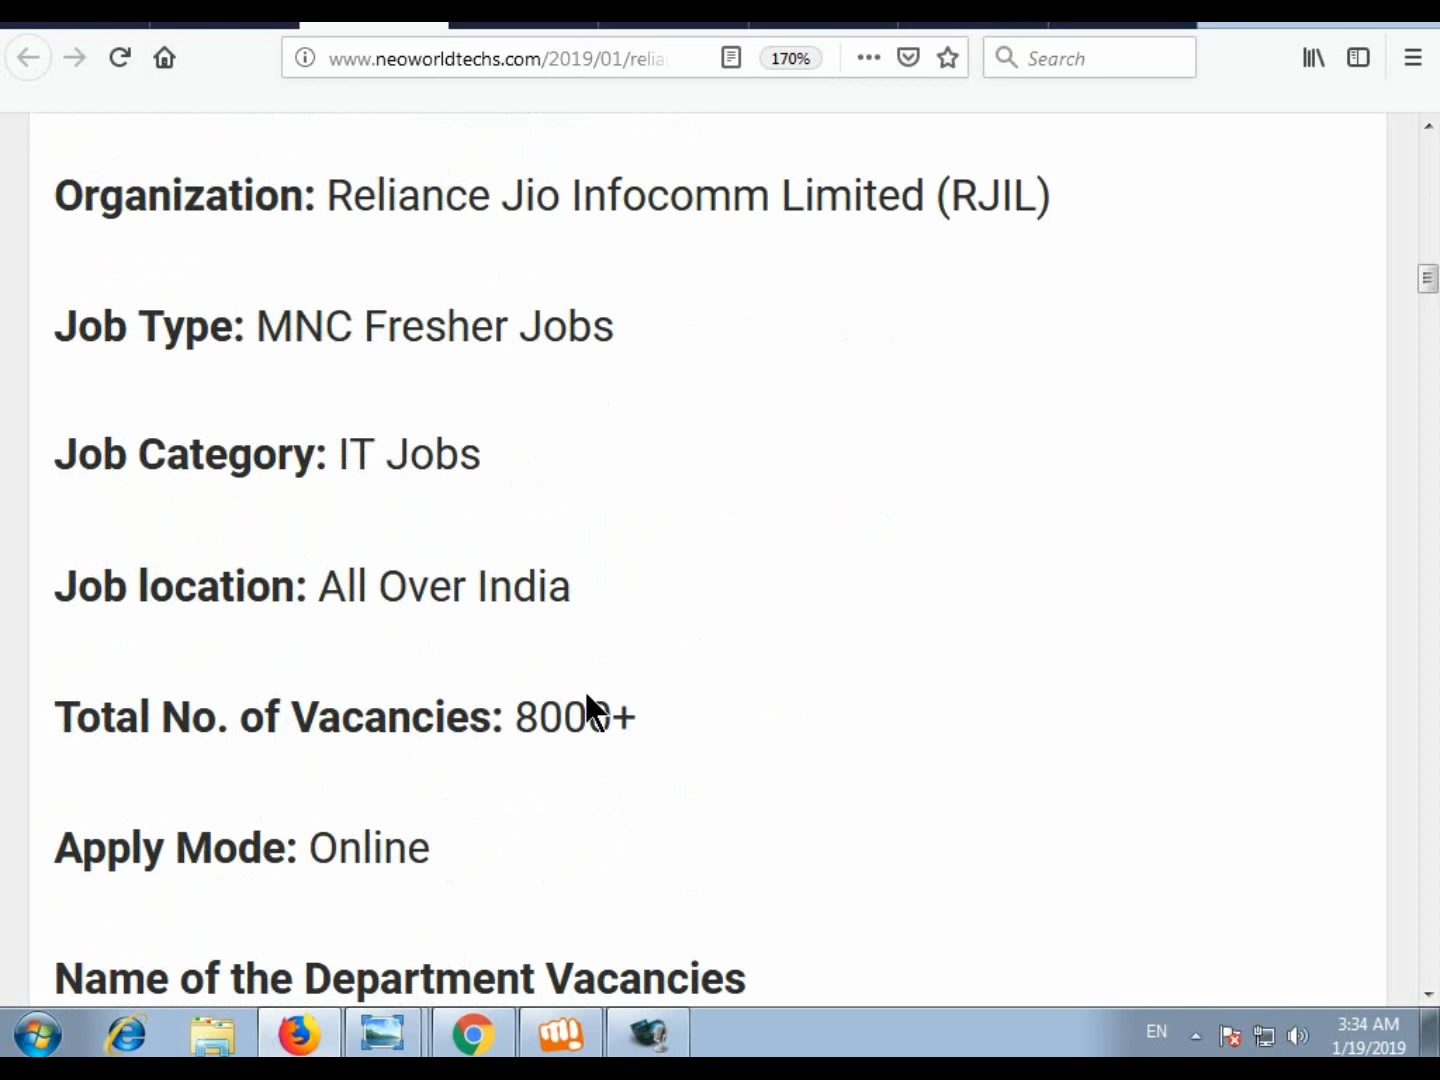 www.neoworldtechs.com/2019/01/relia
170%
Search
Organization: Reliance Jio Infocomm Limited (RJIL)
Job Type: MNC Fresher Jobs
Job Category: IT Jobs
Job location: All Over India
Total No. of Vacancies: 8000+
Apply Mode: Online
Name of the Department Vacancies
EN
3:34 AM
1/19/2019